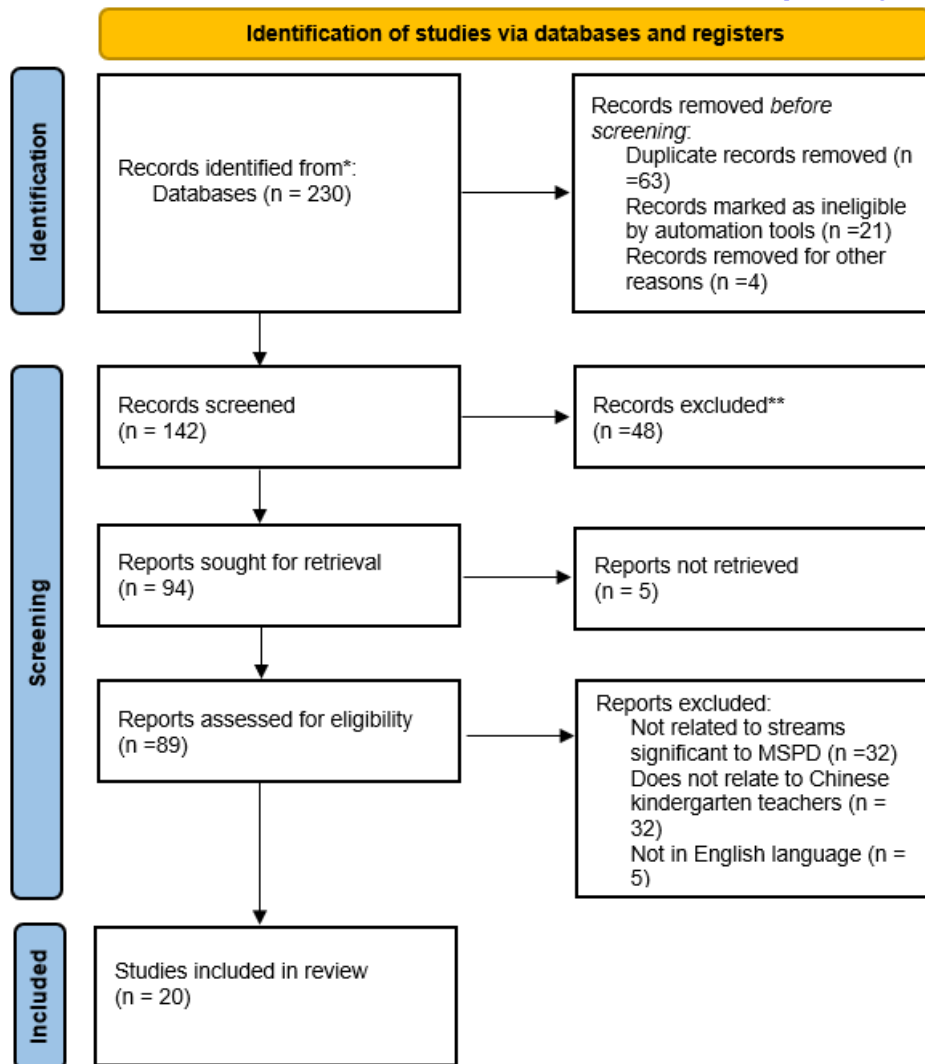 Identification of studies via databases and registers
Identification
Records identified from*:
Databases (n = 230)
Records removed before
screening:
Duplicate records removed (n
=63)
Records marked as ineligible
by automation tools (n =21)
Records removed for other
reasons (n =4)
Screening
Records screened
(n = 142)
Records excluded**
(n =48)
Reports sought for retrieval
(n = 94)
Reports not retrieved
(n = 5)
Reports assessed for eligibility
(n =89)
Reports excluded:
Not related to streams
significant to MSPD (n =32)
Does not relate to Chinese
kindergarten teachers (n =
32)
Not in English language (n =
5)
Included
Studies included in review
(n = 20)